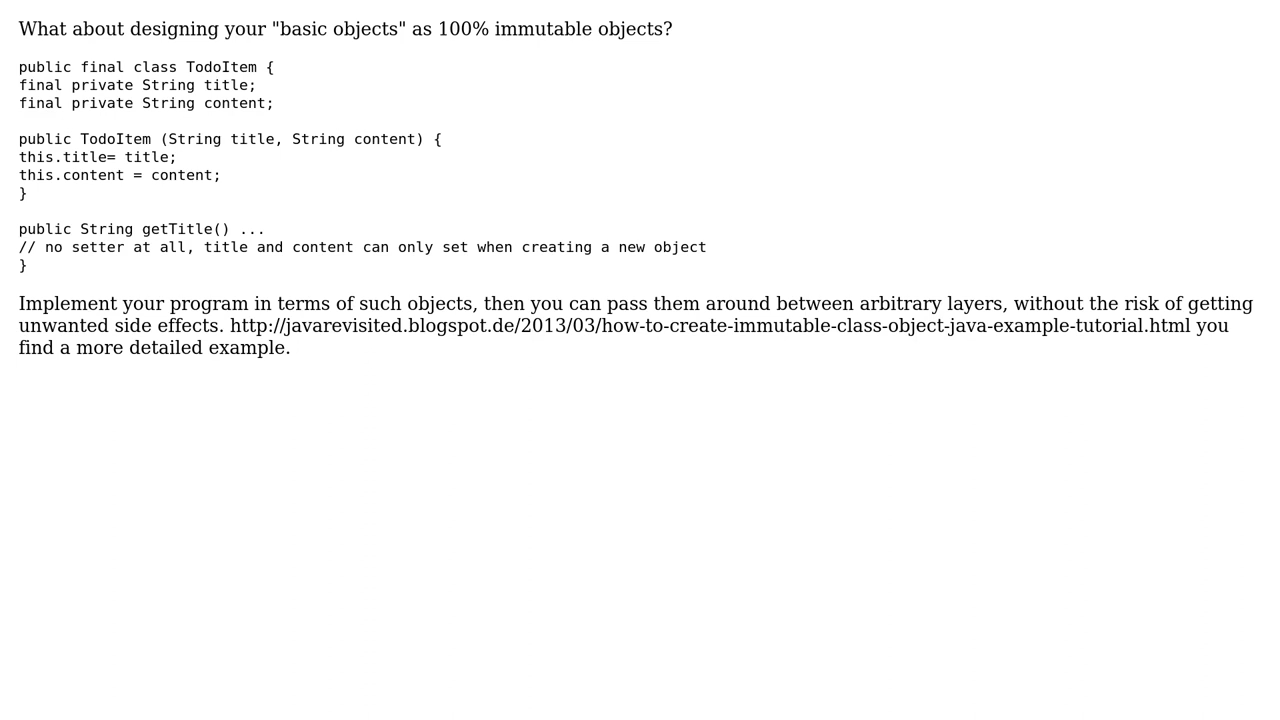 What about designing your "basic objects" as 100% immutable objects?
public final class TodoItem {
final private String title;
final private String content;
public TodoItem (String title, String content) {
this.title= title;
this.content = content;
}
public String getTitle() ...
// no setter at all, title and content can only set when creating a new object
}
Implement your program in terms of such objects, then you can pass them around between arbitrary layers, without the risk of getting
unwanted side effects. http://javarevisited.blogspot.de/2013/03/how-to-create-immutable-class-object-java-example-tutorial.html you
find a more detailed example.